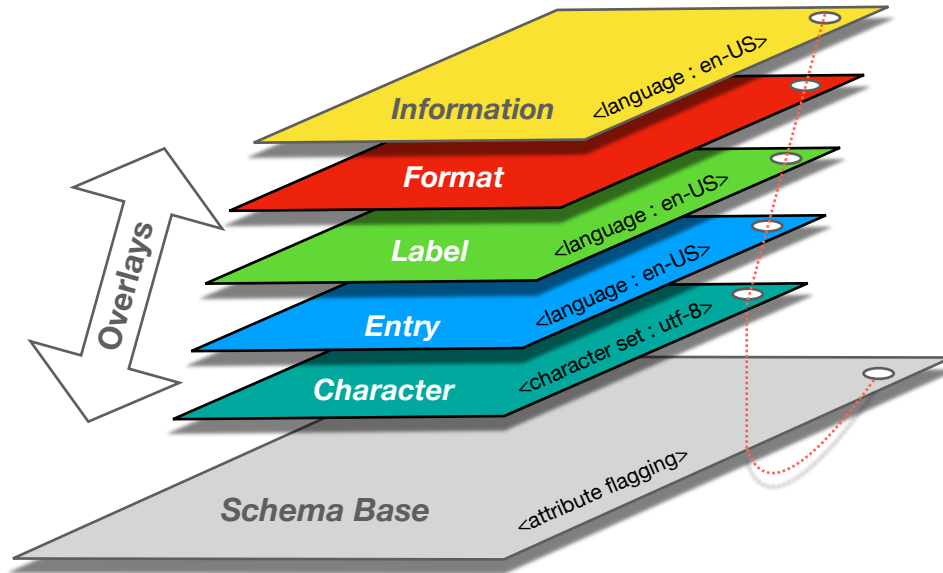 Information
<language : en-US>
Format
Label
<language : en-US>
Entry
<language : en-US>
Character
<character set : utf-8>
Overlays
Schema Base
<attribute flagging>